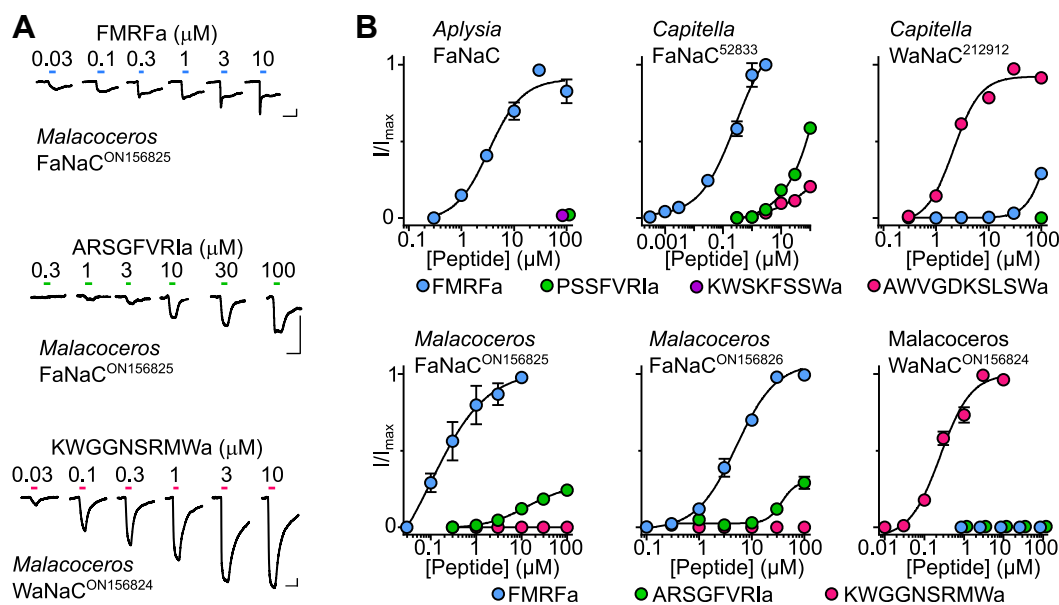 A
FMRFa (μM)
0.03 0.1 0.3 1 3 10
Malacoceros
FaNaC^ON156825
ARSGFVRIa (μM)
0.3 1 3 10 30 100
Malacoceros
FaNaC^ON156825
KWGGNSRMWa (μM)
0.03 0.1 0.3 1 3 10
Malacoceros
WaNaC^ON156824
B
Aplysia
FaNaC
Capitella
FaNaC^52833
Capitella
WaNaC^212912
1
I/Imax
0
0.1 1 10 100
0.001 0.1 10
0.1 1 10 100
[Peptide] (μM) [Peptide] (μM) [Peptide] (μM)
FMRFa PSSFVRIa KWSKFSSWa AWVGDKSLSWa
Malacoceros
FaNaC^ON156825
Malacoceros
FaNaC^ON156826
Malacoceros
WaNaC^ON156824
1
I/Imax
0
0.1 1 10 100
0.1 1 10 100
0.01 0.1 1 10 100
[Peptide] (μM) [Peptide] (μM) [Peptide] (μM)
FMRFa ARSGFVRIa KWGGNSRMWa